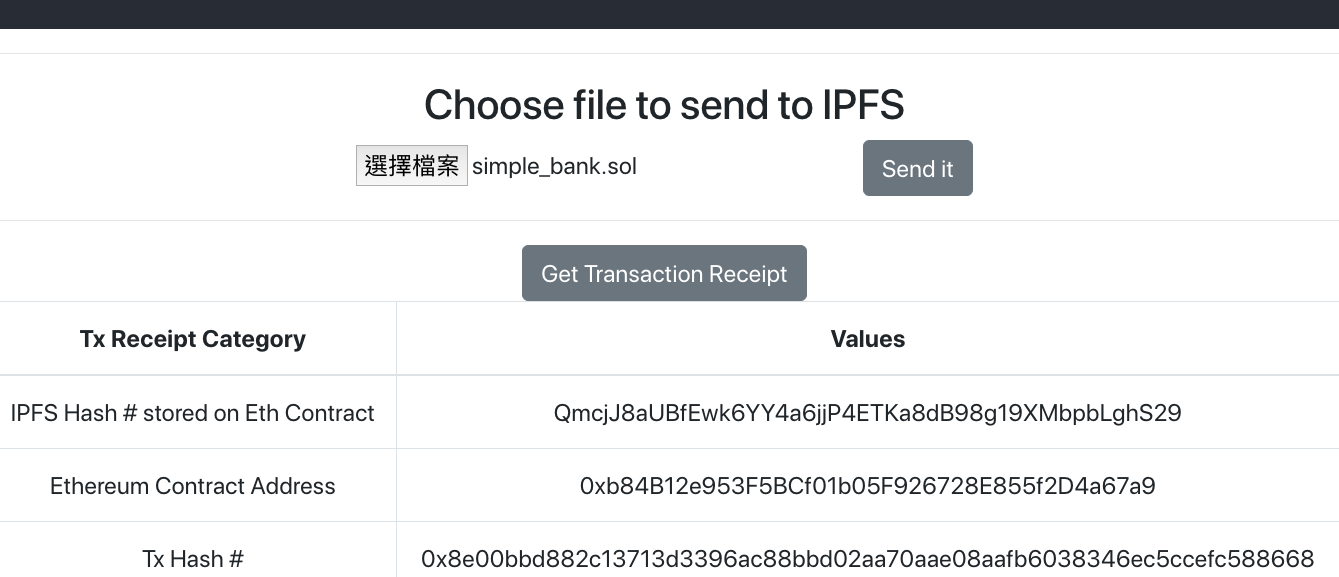 Choose file to send to IPFS
選擇檔案 simple_bank.sol Send it
Get Transaction Receipt
Tx Receipt Category Values
IPFS Hash # stored on Eth Contract QmcjJ8aUBfEwk6YY4a6jjP4ETKa8dB98g19XMbpbLghS29
Ethereum Contract Address 0xb84B12e953F5BCf01b05F926728E855f2D4a67a9
Tx Hash # 0x8e00bbd882c13713d3396ac88bbd02aa70aae08aafb6038346ec5ccefc588668